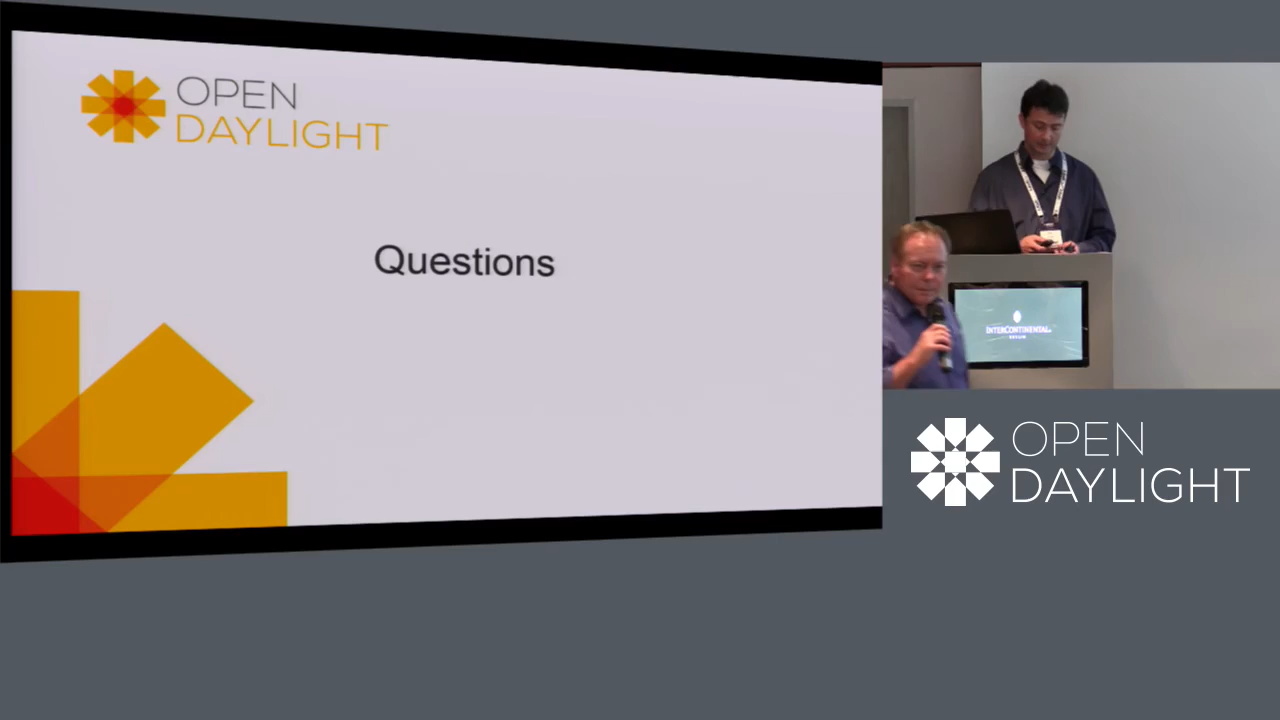 OPEN
DAYLIGHT
Questions
INTERCONTINENTAL
OPEN
DAYLIGHT